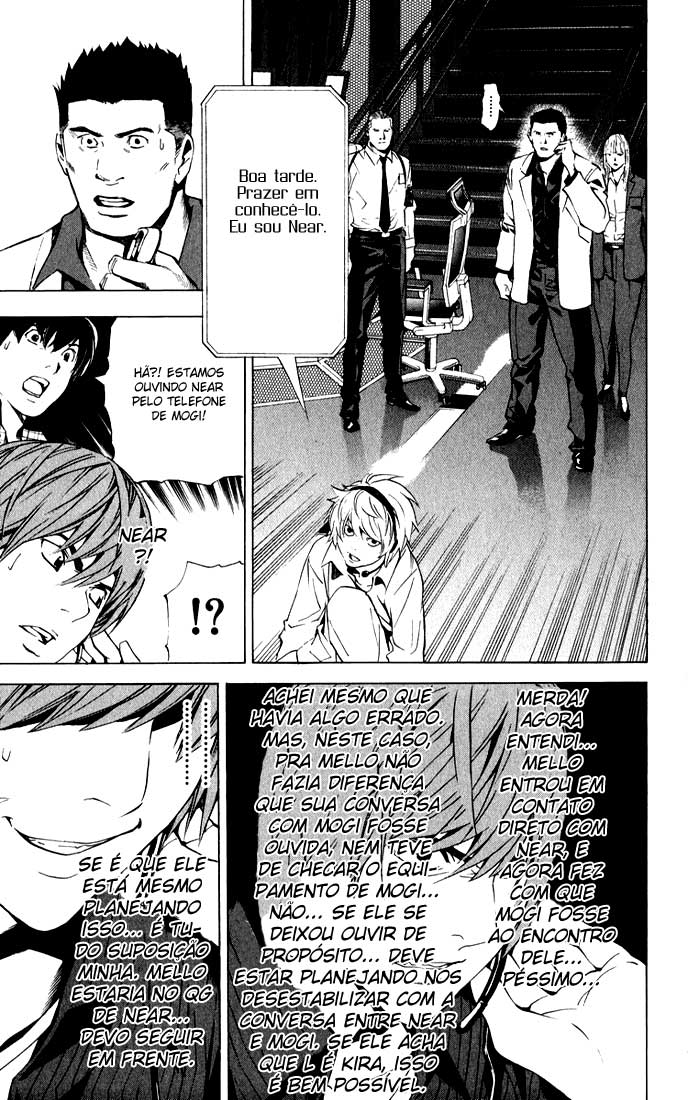 .......
Boa tarde.
Prazer em
conhecê-lo.
Eu sou Near.
HÃ?! ESTAMOS
OUVINDO NEAR
PELO TELEFONE
DE MOGI!
NEAR
?!
!?
MERDA!
AGORA
ENTENDI...
MELLO
ENTROU EM
CONTATO
DIRETO COM
NEAR, E
AGORA FEZ
COM QUE
MOGI FOSSE
AO ENCONTRO
DELE...
PÉSSIMO...
ACHEI MESMO QUE
HAVIA ALGO ERRADO.
MAS, NESTE CASO,
PRA MELLO NÃO
FAZIA DIFERENÇA
QUE SUA CONVERSA
COM MOGI FOSSE
OUVIDA, NEM TEVE
DE CHECAR O EQUI-
PAMENTO DE MOGI...
NÃO... SE ELE SE
DEIXOU OUVIR DE
PROPÓSITO... DEVE
ESTAR PLANEJANDO NOS
DESESTABILIZAR COM A
CONVERSA ENTRE NEAR
E MOGI. SE ELE ACHA
QUE L É KIRA, ISSO
É BEM POSSÍVEL.
............
SE É QUE ELE
ESTÁ MESMO
PLANEJANDO
ISSO... É TU-
DO SUPOSIÇÃO
MINHA. MELLO
ESTARIA NO QG
DE NEAR...
DEVO SEGUIR
EM FRENTE.